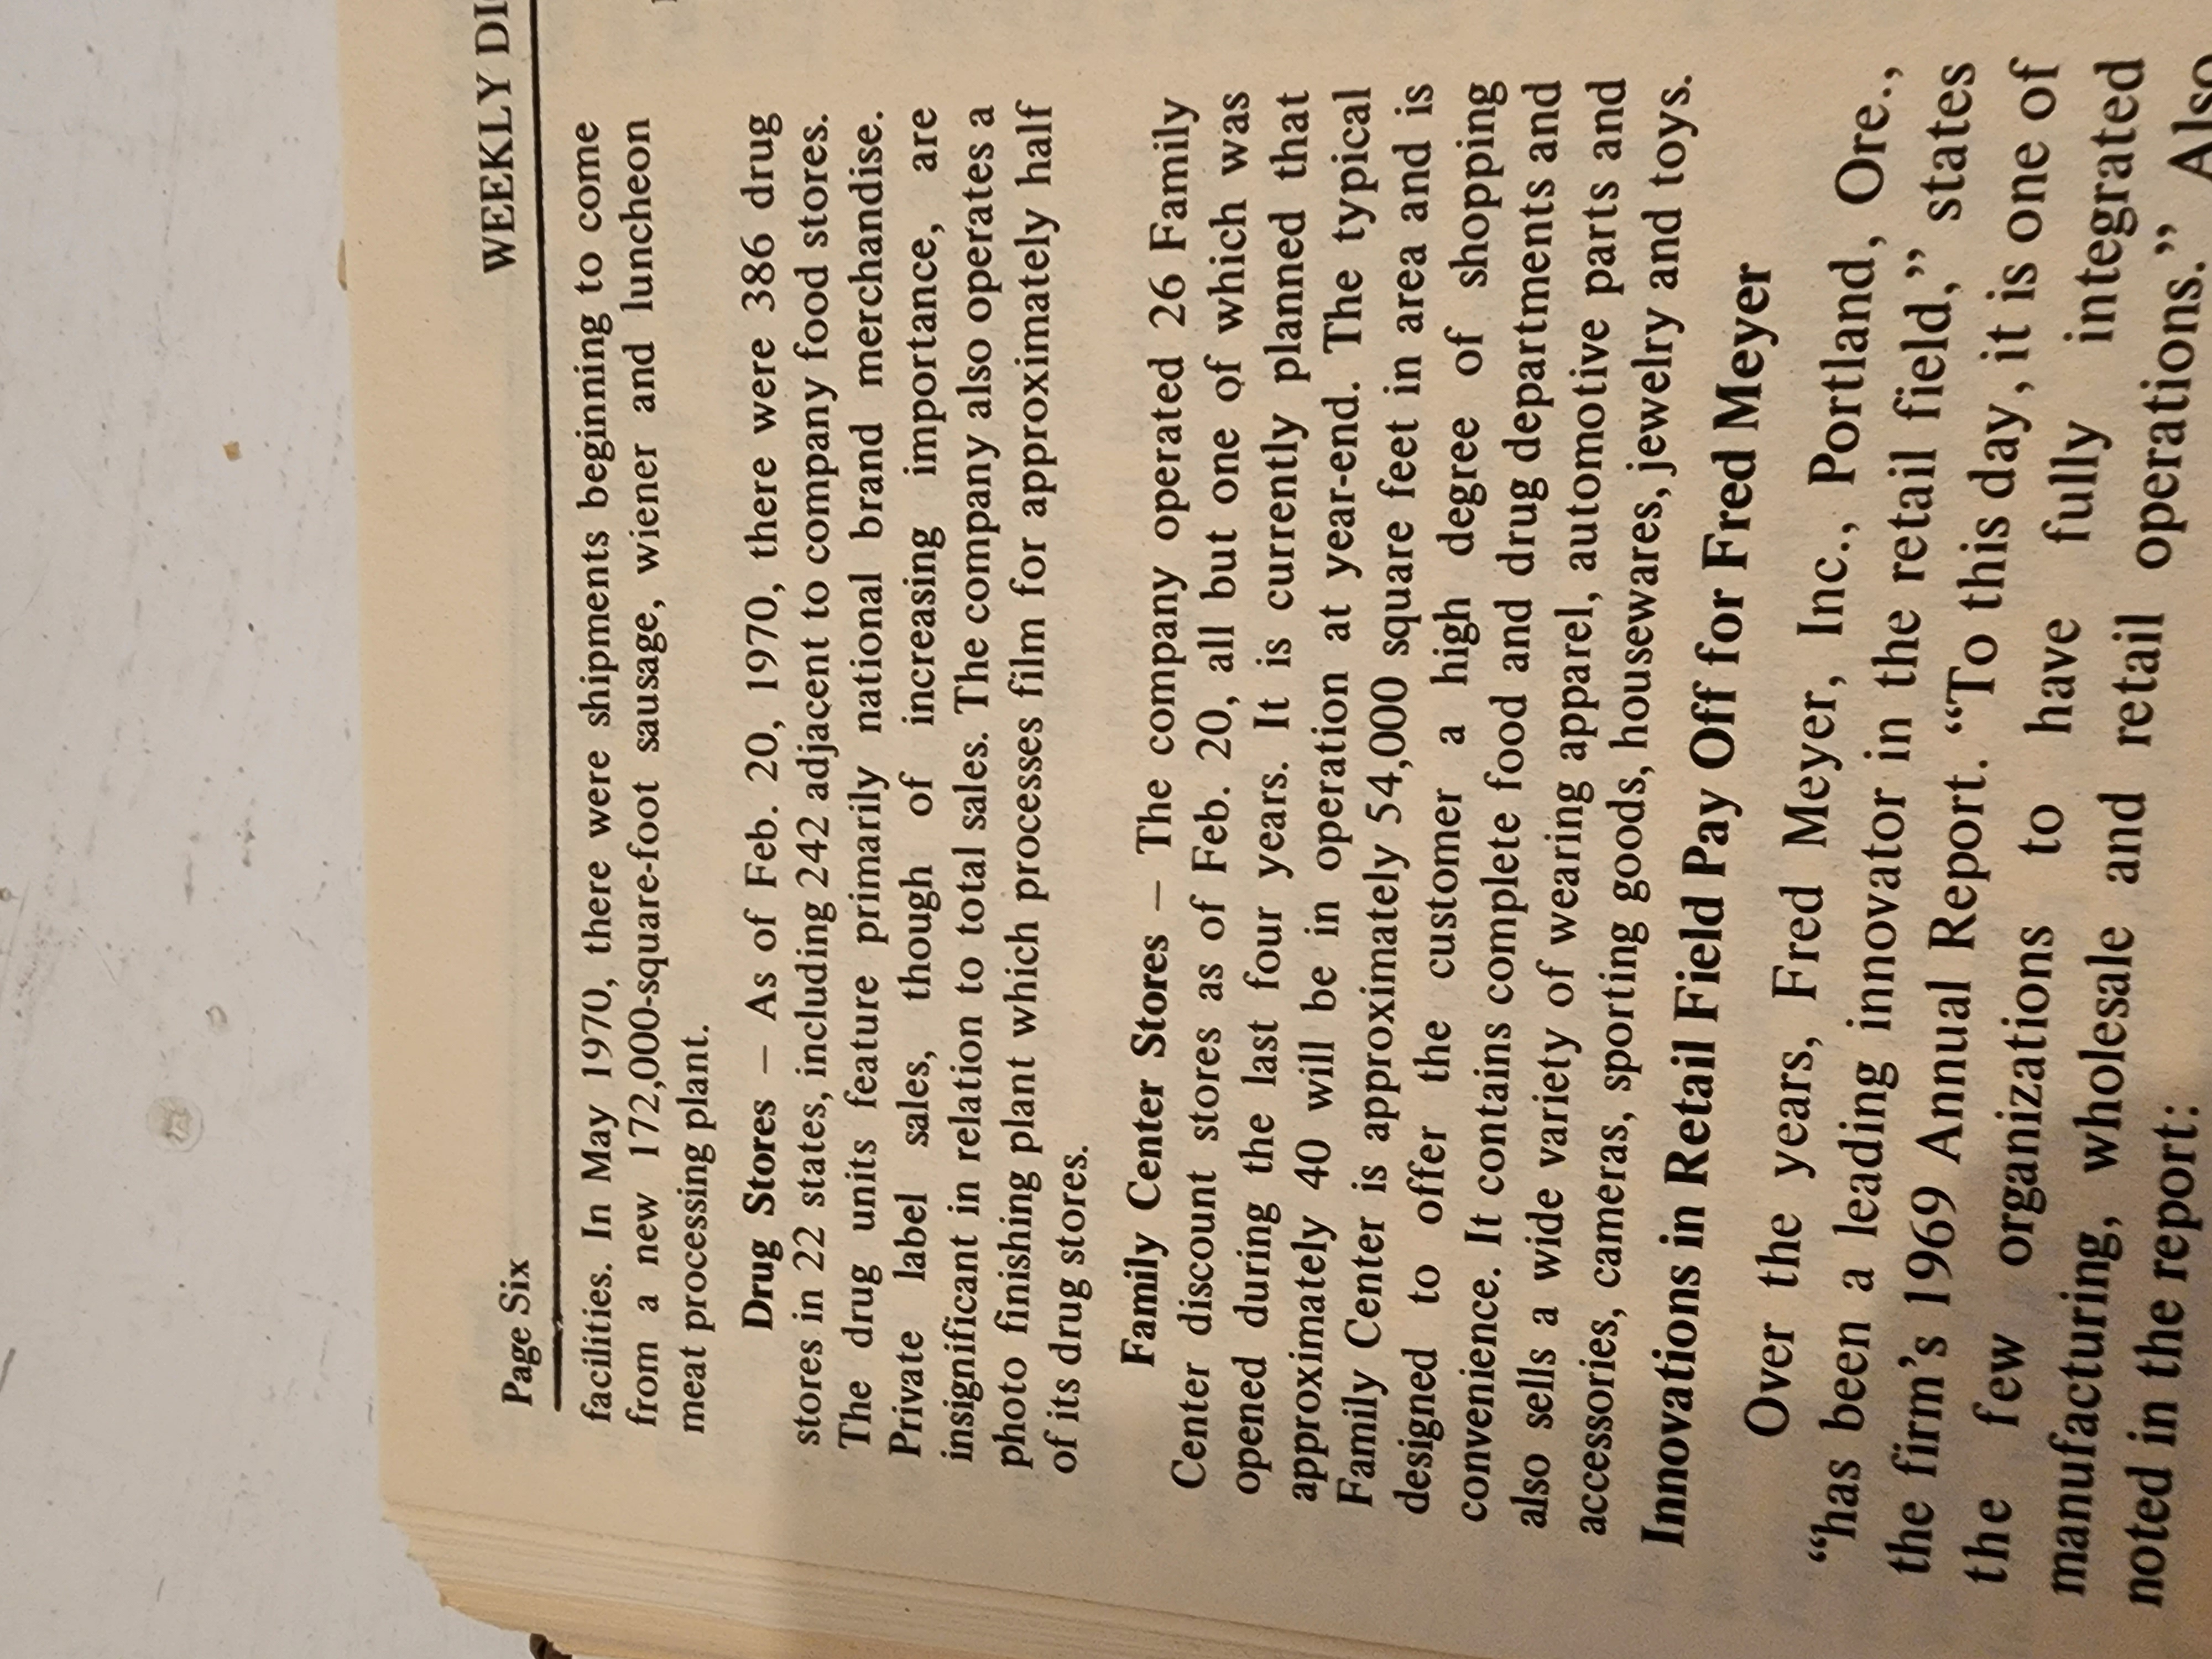 Page Six
WEEKLY DI
facilities. In May 1970, there were shipments beginning to come
from a new 172,000-square-foot sausage, wiener and luncheon
meat processing plant.
Drug Stores – As of Feb. 20, 1970, there were 386 drug
stores in 22 states, including 242 adjacent to company food stores.
The drug units feature primarily national brand merchandise.
Private label sales, though of increasing importance, are
insignificant in relation to total sales. The company also operates a
photo finishing plant which processes film for approximately half
of its drug stores.
Family Center Stores – The company operated 26 Family
Center discount stores as of Feb. 20, all but one of which was
opened during the last four years. It is currently planned that
approximately 40 will be in operation at year-end. The typical
Family Center is approximately 54,000 square feet in area and is
designed to offer the customer a high degree of shopping
convenience. It contains complete food and drug departments and
also sells a wide variety of wearing apparel, automotive parts and
accessories, cameras, sporting goods, housewares, jewelry and toys.
Innovations in Retail Field Pay Off for Fred Meyer
Over the years, Fred Meyer, Inc., Portland, Ore.,
“has been a leading innovator in the retail field,” states
the firm’s 1969 Annual Report. “To this day, it is one of
the few organizations to have fully integrated
manufacturing, wholesale and retail operations.” Also
noted in the report: